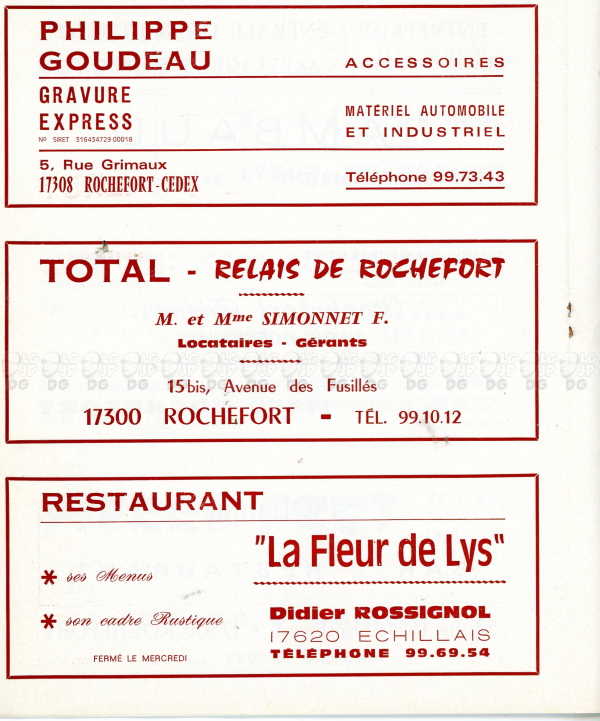 PHILIPPE
GOUDEAU
ACCESSOIRES
GRAVURE
EXPRESS
MATÉRIEL AUTOMOBILE
ET INDUSTRIEL
No SIRET 316434729 00018
5, Rue Grimaux
17308 ROCHEFORT-CEDEX
Téléphone 99.73.43
TOTAL - RELAIS DE ROCHEFORT
M. et Mme SIMONNET F.
Locataires - Gérants
15 bis, Avenue des Fusillés
17300 ROCHEFORT - TÉL. 99.10.12
RESTAURANT
"La Fleur de Lys"
* ses Menus
* son cadre Rustique
FERMÉ LE MERCREDI
Didier ROSSIGNOL
17620 ECHILLAIS
TÉLÉPHONE 99.69.54